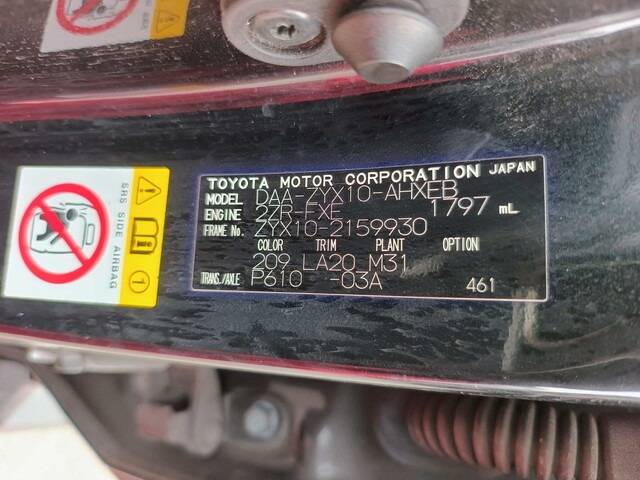 TOYOTA MOTOR CORPORATION JAPAN
MODEL DAA-ZYX10-AHXEB
ENGINE 2ZR-FXE 1797 mL
FRAME No. ZYX10-2159930
COLOR TRIM PLANT OPTION
209 LA20 M31
TRANS./AXLE P610 -03A 461
SRS SIDE AIRBAG
1